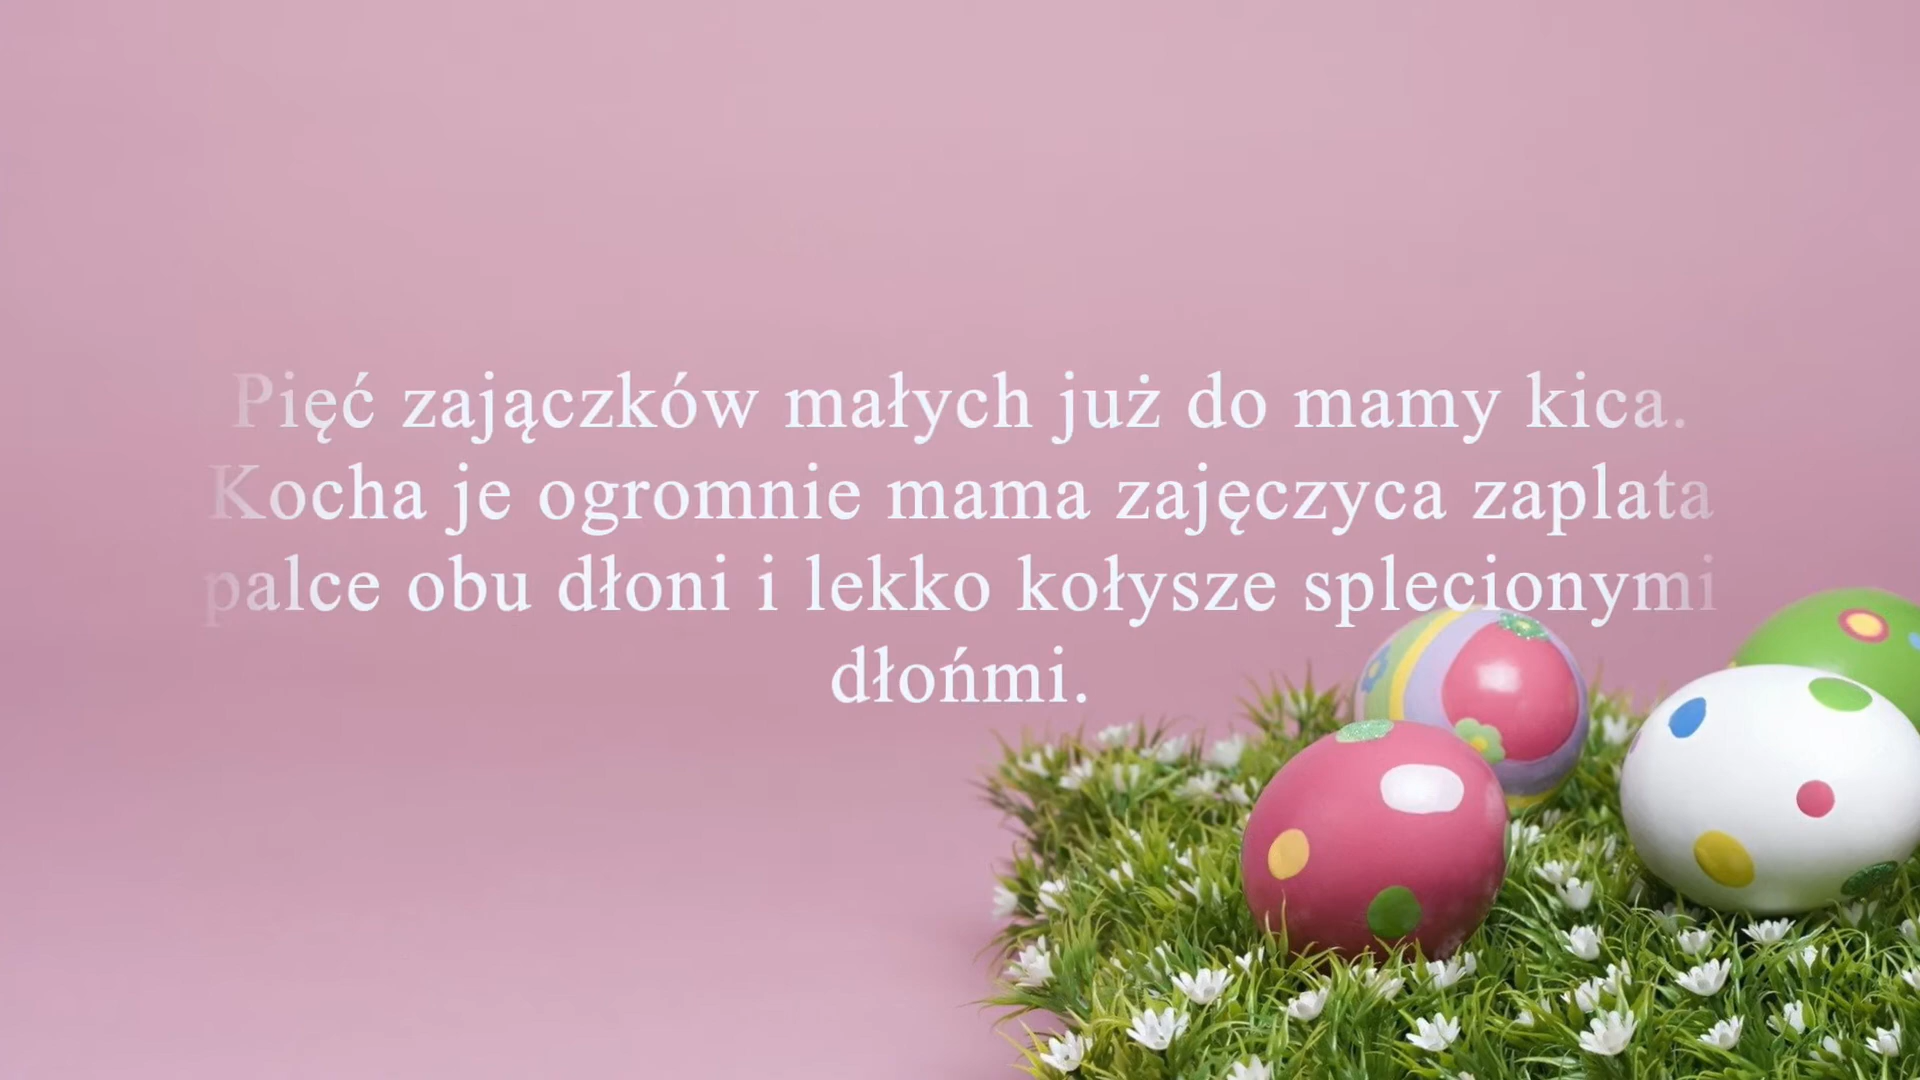 Pięć zajączków małych już do mamy kica.
Kocha je ogromnie mama zajęczyca zaplata
palce obu dłoni i lekko kołysze splecionymi
dłońmi.